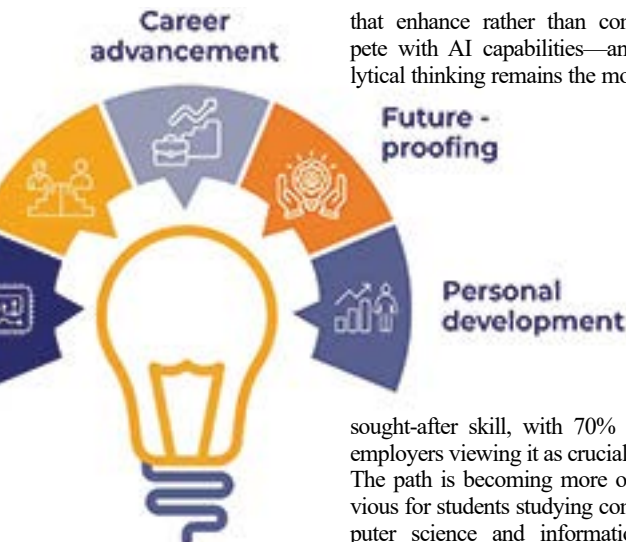 Career
advancement
that enhance rather than con
pete with AI capabilities—an
lytical thinking remains the mo
Future -
proofing
Personal
development
sought-after skill, with 70%
employers viewing it as crucial
The path is becoming more o
vious for students studying con
puter science and informatio